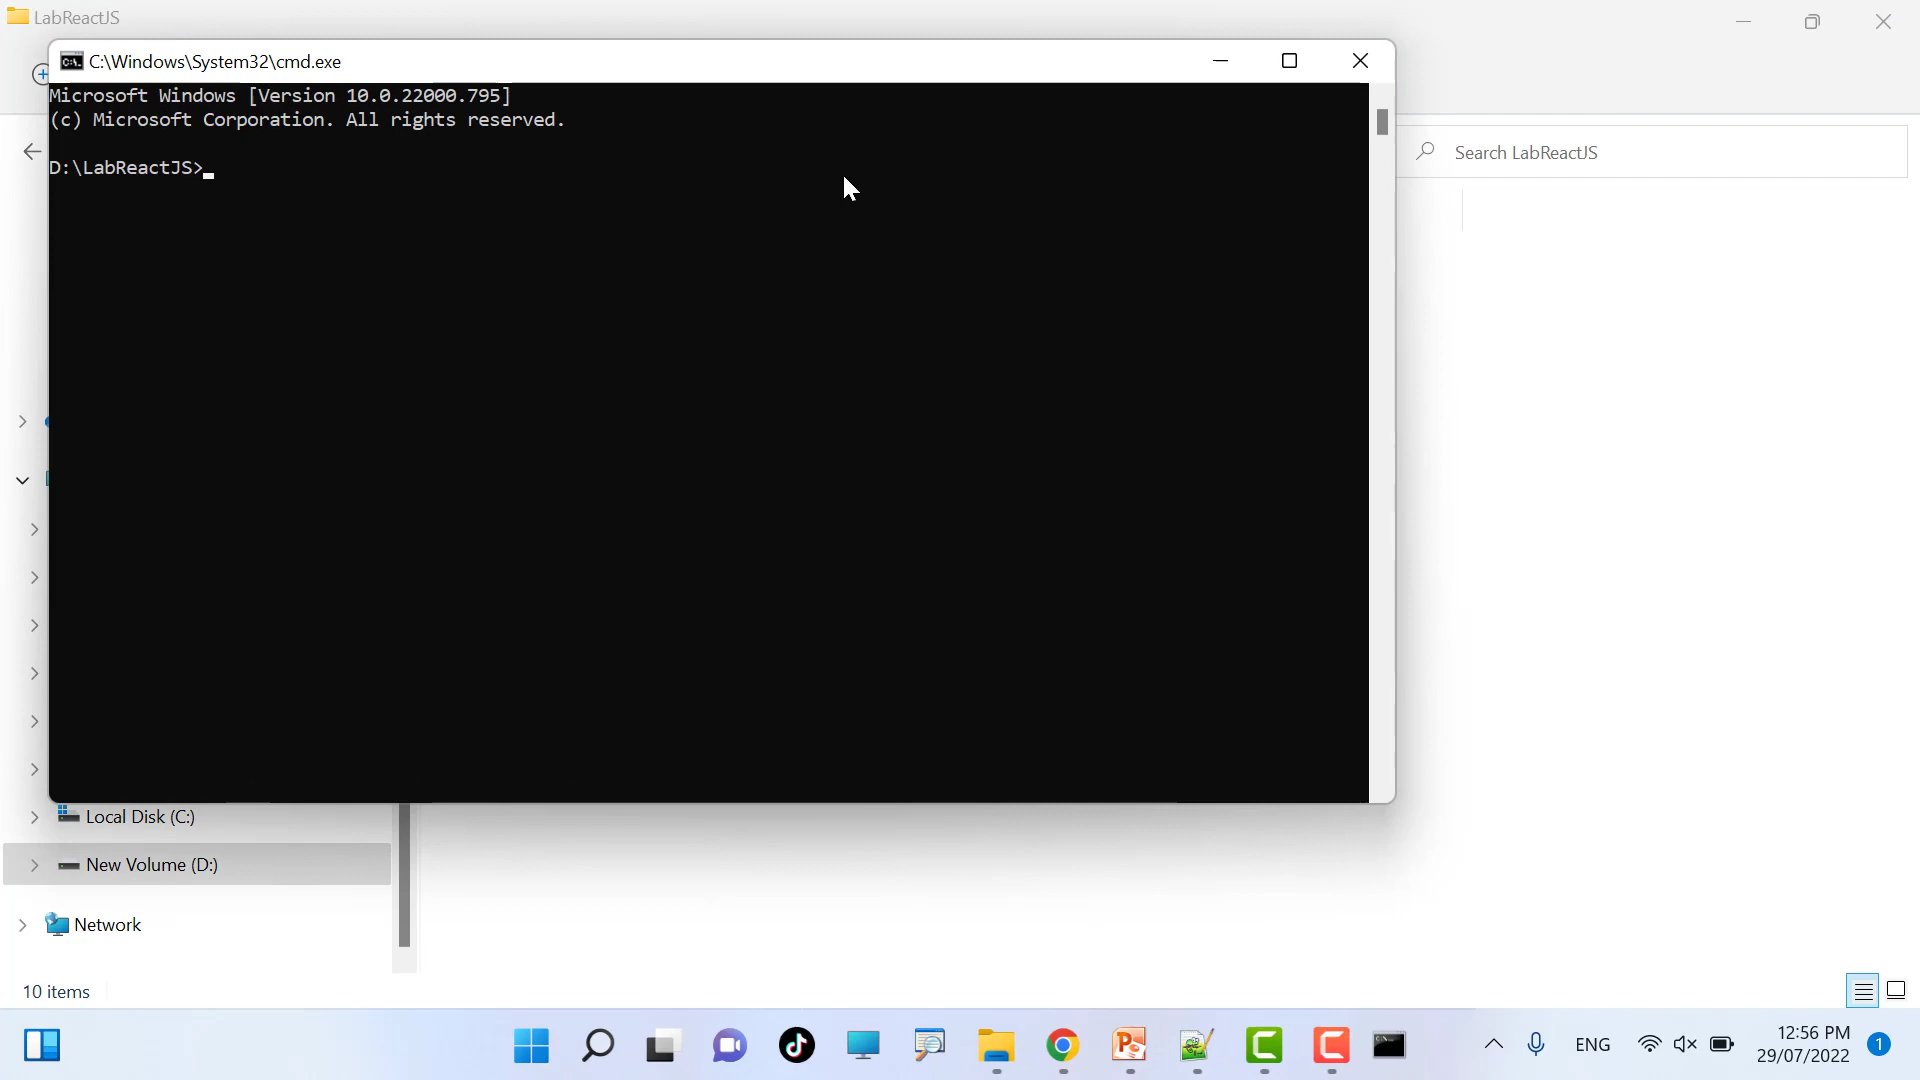 LabReactJS
C:\Windows\System32\cmd.exe
Microsoft Windows [Version 10.0.22000.795]
(c) Microsoft Corporation. All rights reserved.
D:\LabReactJS>
Search LabReactJS
Local Disk (C:)
New Volume (D:)
Network
10 items
ENG
12:56 PM
29/07/2022
1